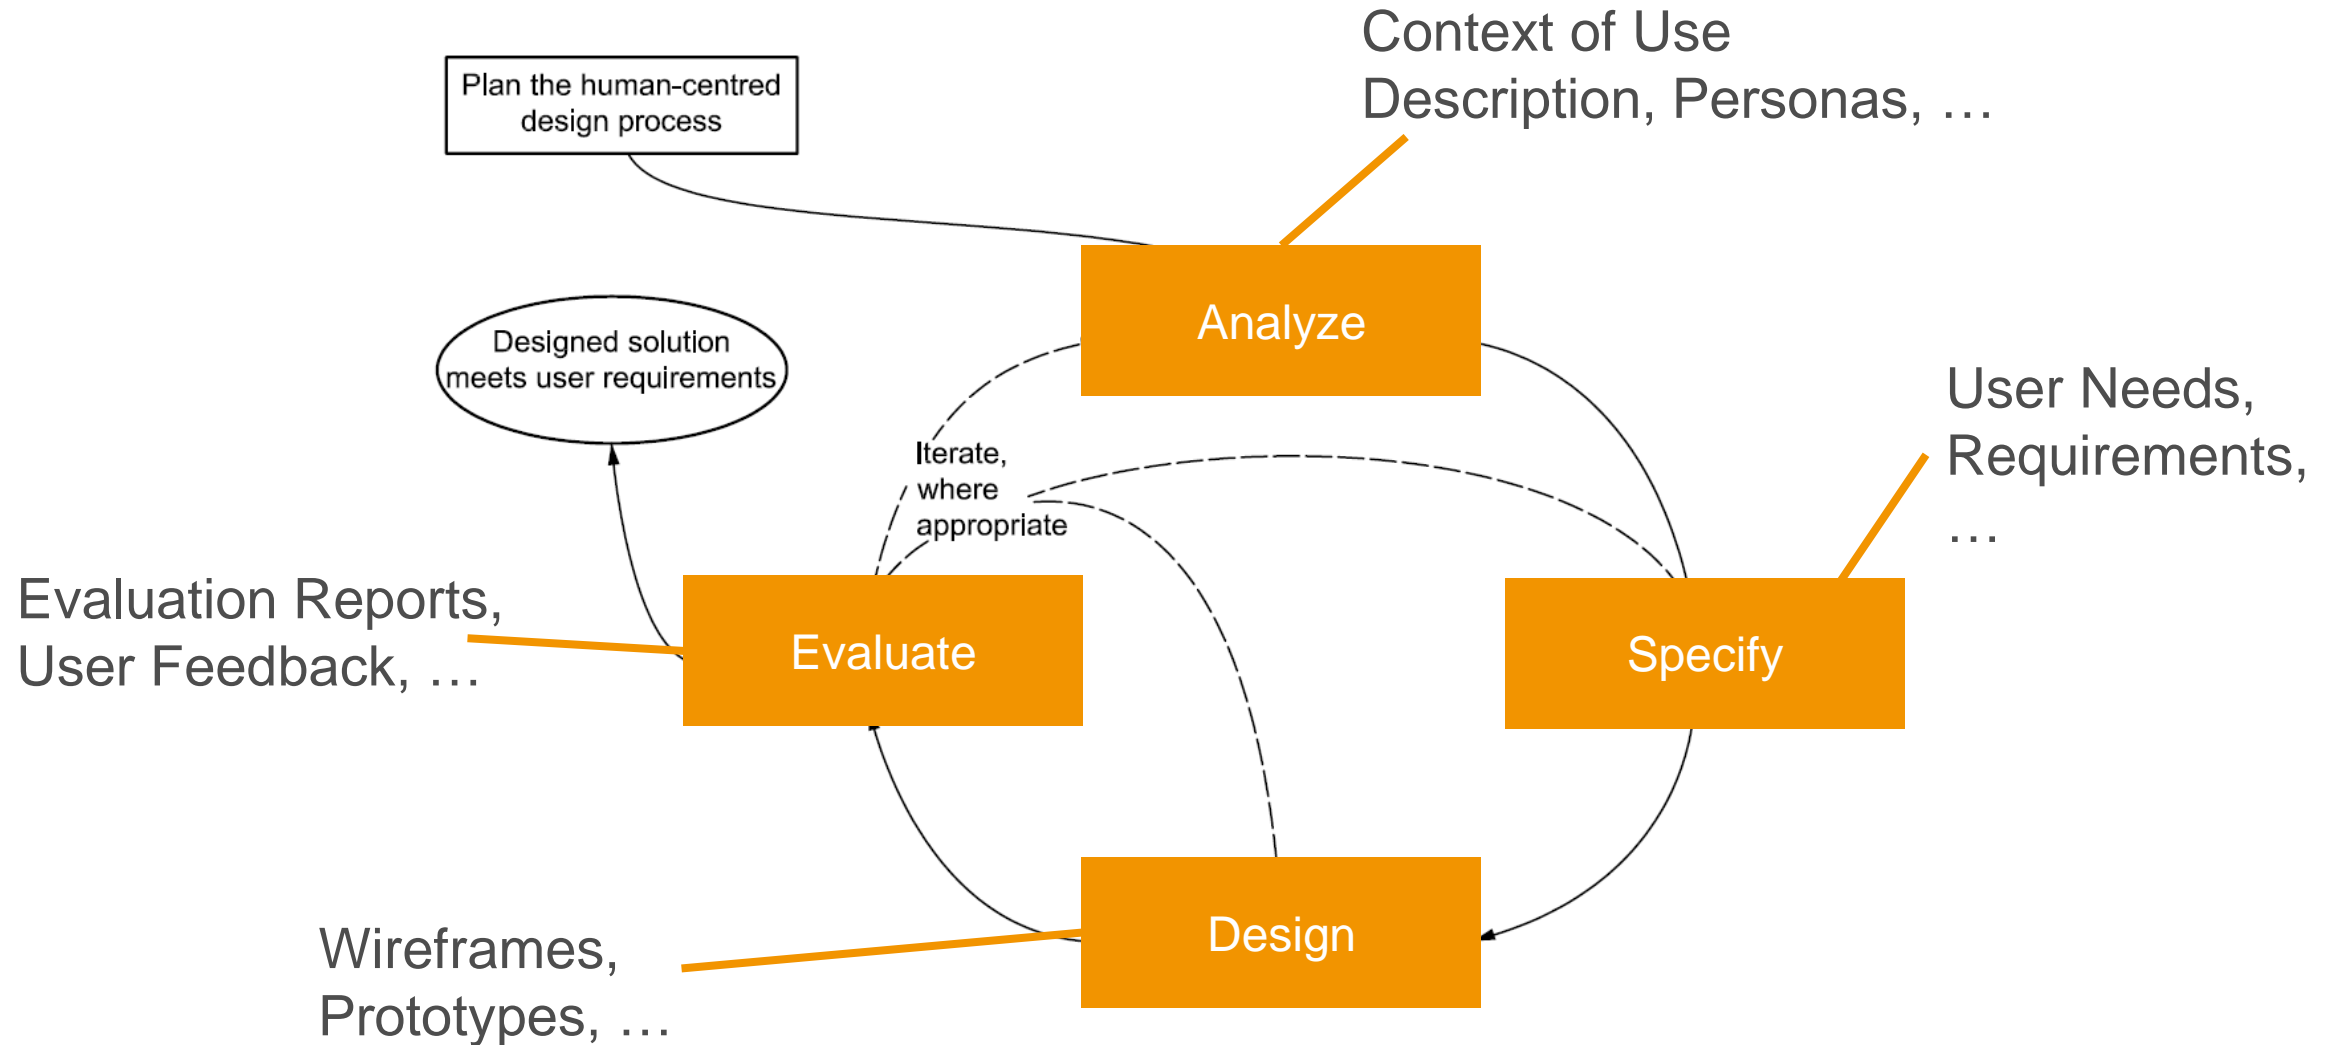 Context of Use
Description, Personas, …
Plan the human-centred
design process
Analyze
Designed solution
meets user requirements
User Needs,
Requirements,
…
Iterate,
where
appropriate
Evaluation Reports,
User Feedback, …
Evaluate
Specify
Design
Wireframes,
Prototypes, …